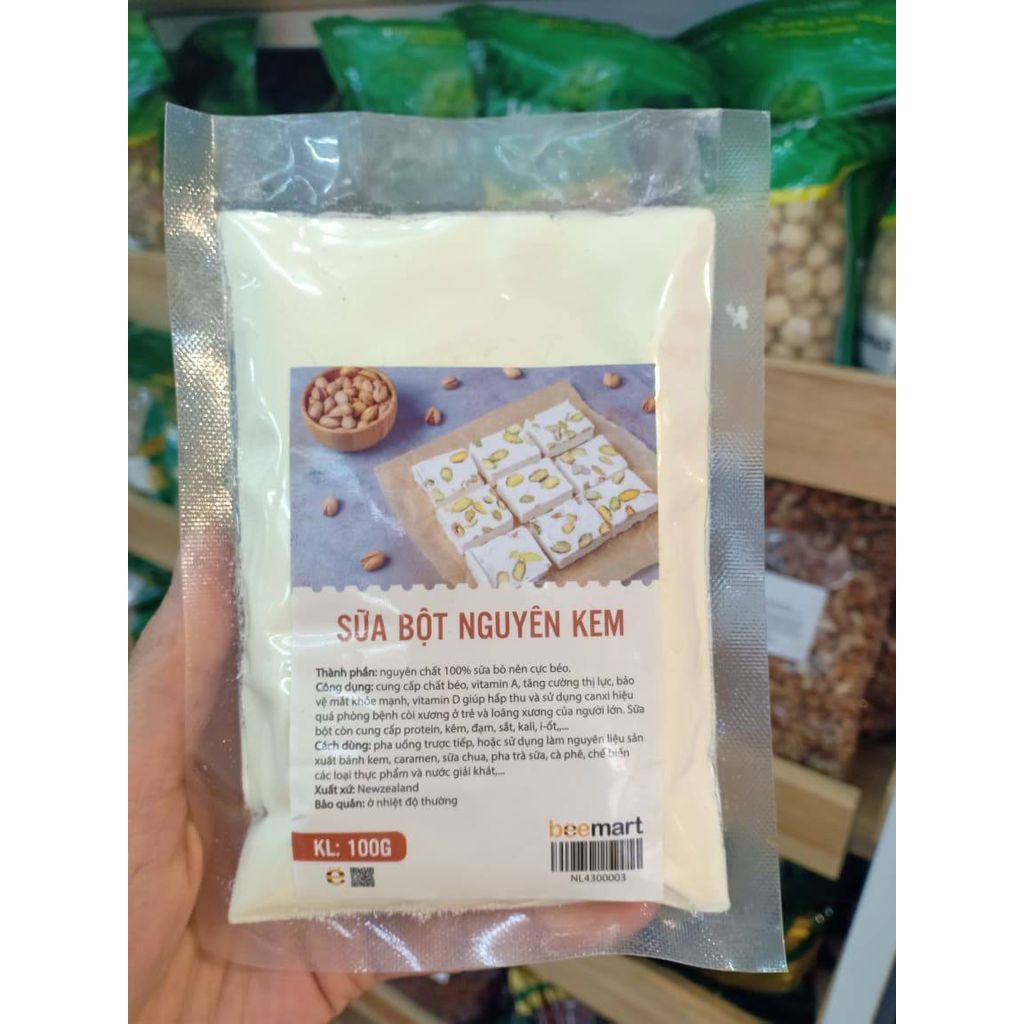 SỮA BỘT NGUYÊN KEM
Thành phần: nguyên chất 100% sữa bò nên cực béo.
Công dụng: cung cấp chất béo, vitamin A, tăng cường thị lực, bảo
vệ mắt khỏe mạnh, vitamin D giúp hấp thu và sử dụng canxi hiệu
quả phòng bệnh còi xương ở trẻ và loãng xương của người lớn. Sữa
bột còn cung cấp protein, kẽm, đạm, sắt, kali, i-ốt,,...
Cách dùng: pha uống trược tiếp, hoặc sử dụng làm nguyên liệu sản
xuất bánh kem, caramen, sữa chua, pha trà sữa, cà phê, chế biến
các loại thực phẩm và nước giải khát,...
Xuất xứ: Newzealand
Bảo quản: ở nhiệt độ thường
beemart
KL: 100G
NL4300003